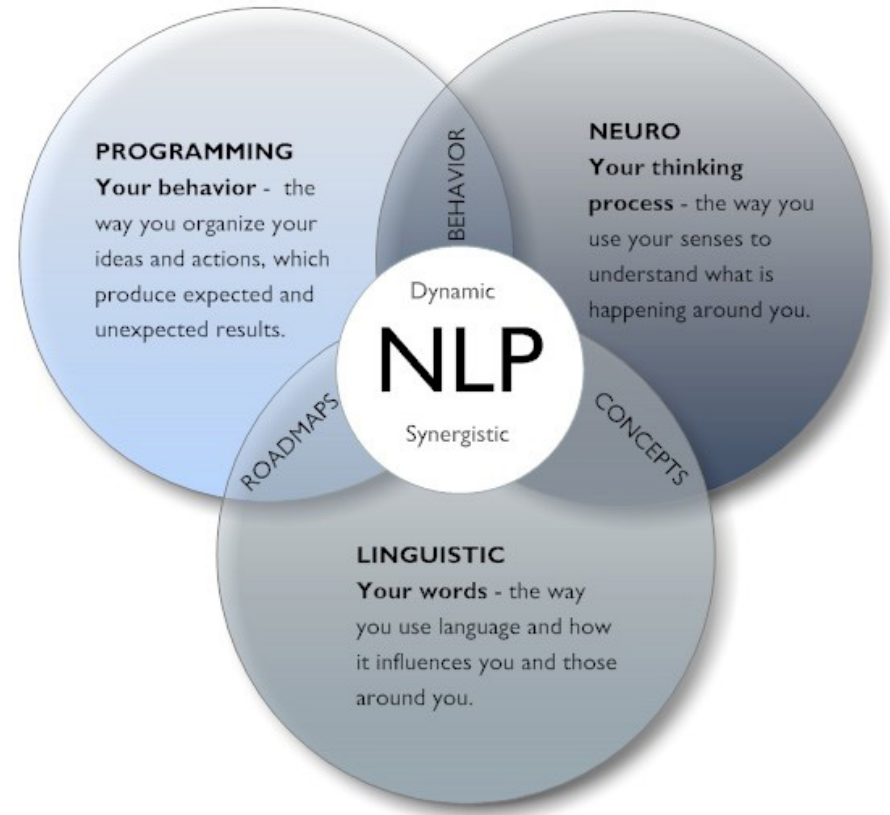 PROGRAMMING
Your behavior - the
way you organize your
ideas and actions, which
produce expected and
unexpected results.
BEHAVIOR
NEURO
Your thinking
process - the way you
use your senses to
understand what is
happening around you.
Dynamic
NLP
Synergistic
ROADMAPS
CONCEPTS
LINGUISTIC
Your words - the way
you use language and how
it influences you and those
around you.